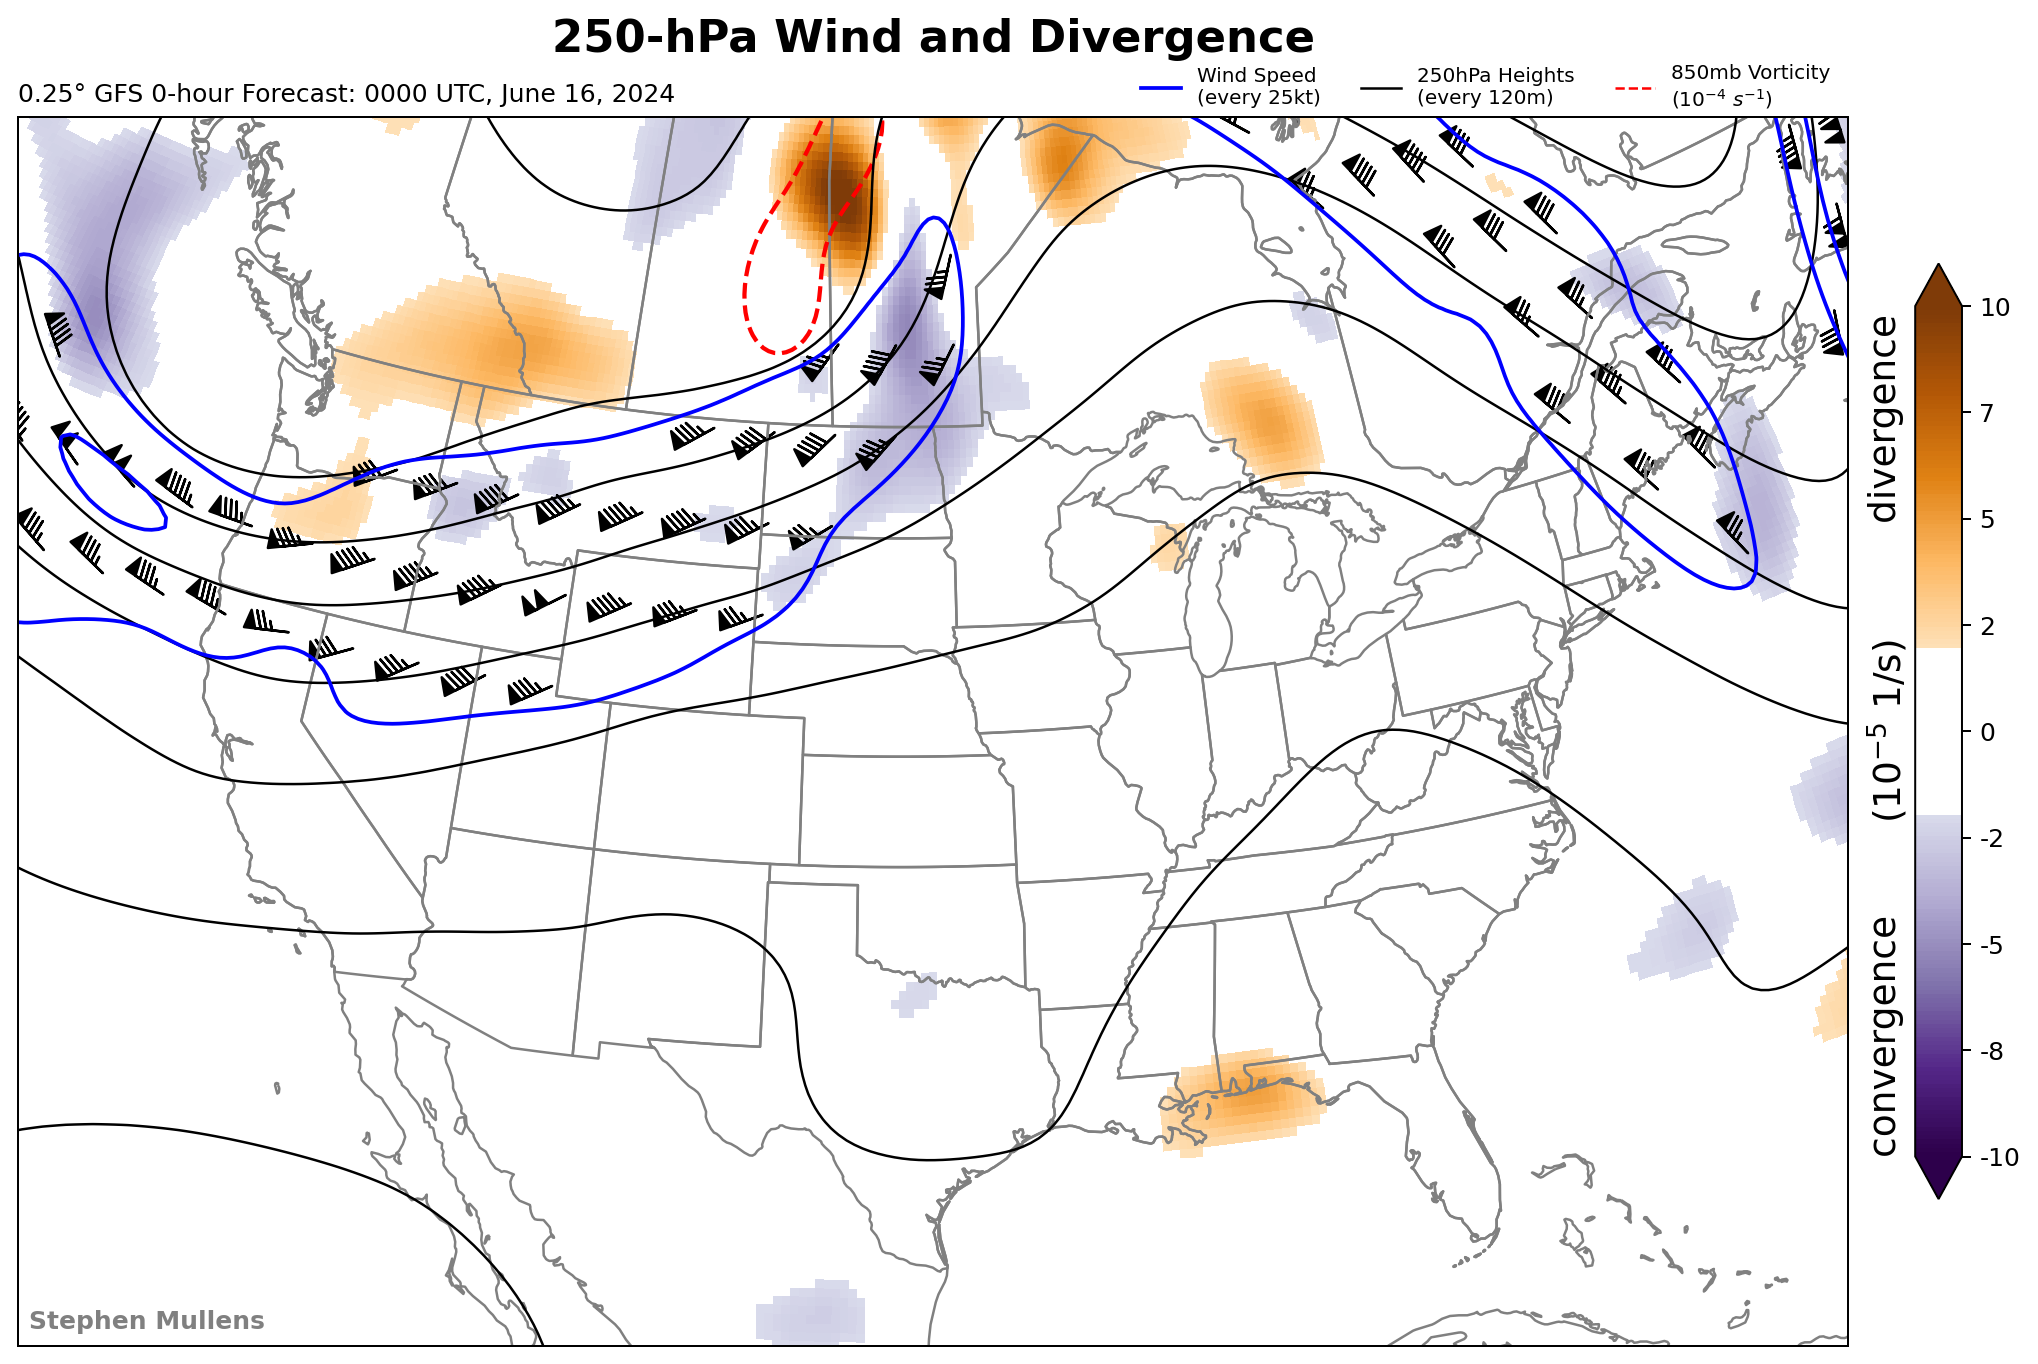 250-hPa Wind and Divergence
0.25° GFS 0-hour Forecast: 0000 UTC, June 16, 2024
Wind Speed
(every 25kt)
250hPa Heights
(every 120m)
850mb Vorticity
(10⁻⁴ s⁻¹)
10
7
5
2
0
-2
-5
-8
-10
convergence (10⁻⁵ 1/s) divergence
Stephen Mullens